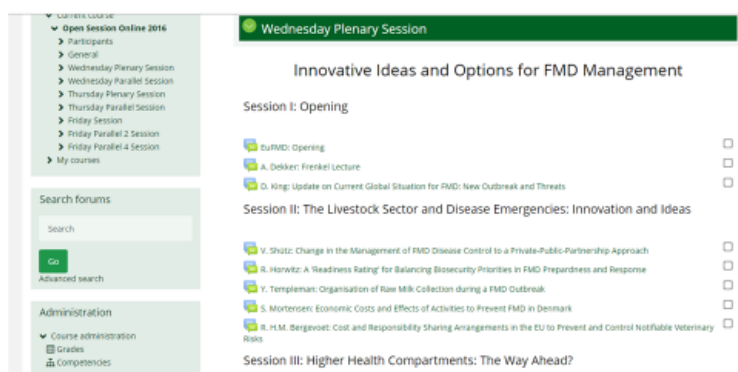 Current course
Open Session Online 2016
Participants
General
Wednesday Plenary Session
Wednesday Parallel Session
Thursday Plenary Session
Thursday Parallel Session
Friday Session
Friday Parallel 2 Session
Friday Parallel 4 Session
My courses
Search forums
Search
Go
Advanced search
Administration
Course administration
Grades
Competencies
Wednesday Plenary Session
Innovative Ideas and Options for FMD Management
Session I: Opening
EuFMD: Opening
A. Dekker: Frenkel Lecture
D. King: Update on Current Global Situation for FMD: New Outbreak and Threats
Session II: The Livestock Sector and Disease Emergencies: Innovation and Ideas
V. Shütz: Change in the Management of FMD Disease Control to a Private-Public-Partnership Approach
R. Horwitz: A 'Readiness Rating' for Balancing Biosecurity Priorities in FMD Prepardness and Response
Y. Templeman: Organisation of Raw Milk Collection during a FMD Outbreak
S. Mortensen: Economic Costs and Effects of Activities to Prevent FMD in Denmark
R. H.M. Bergevoet: Cost and Responsibility Sharing Arrangements in the EU to Prevent and Control Notifiable Veterinary
Risks
Session III: Higher Health Compartments: The Way Ahead?